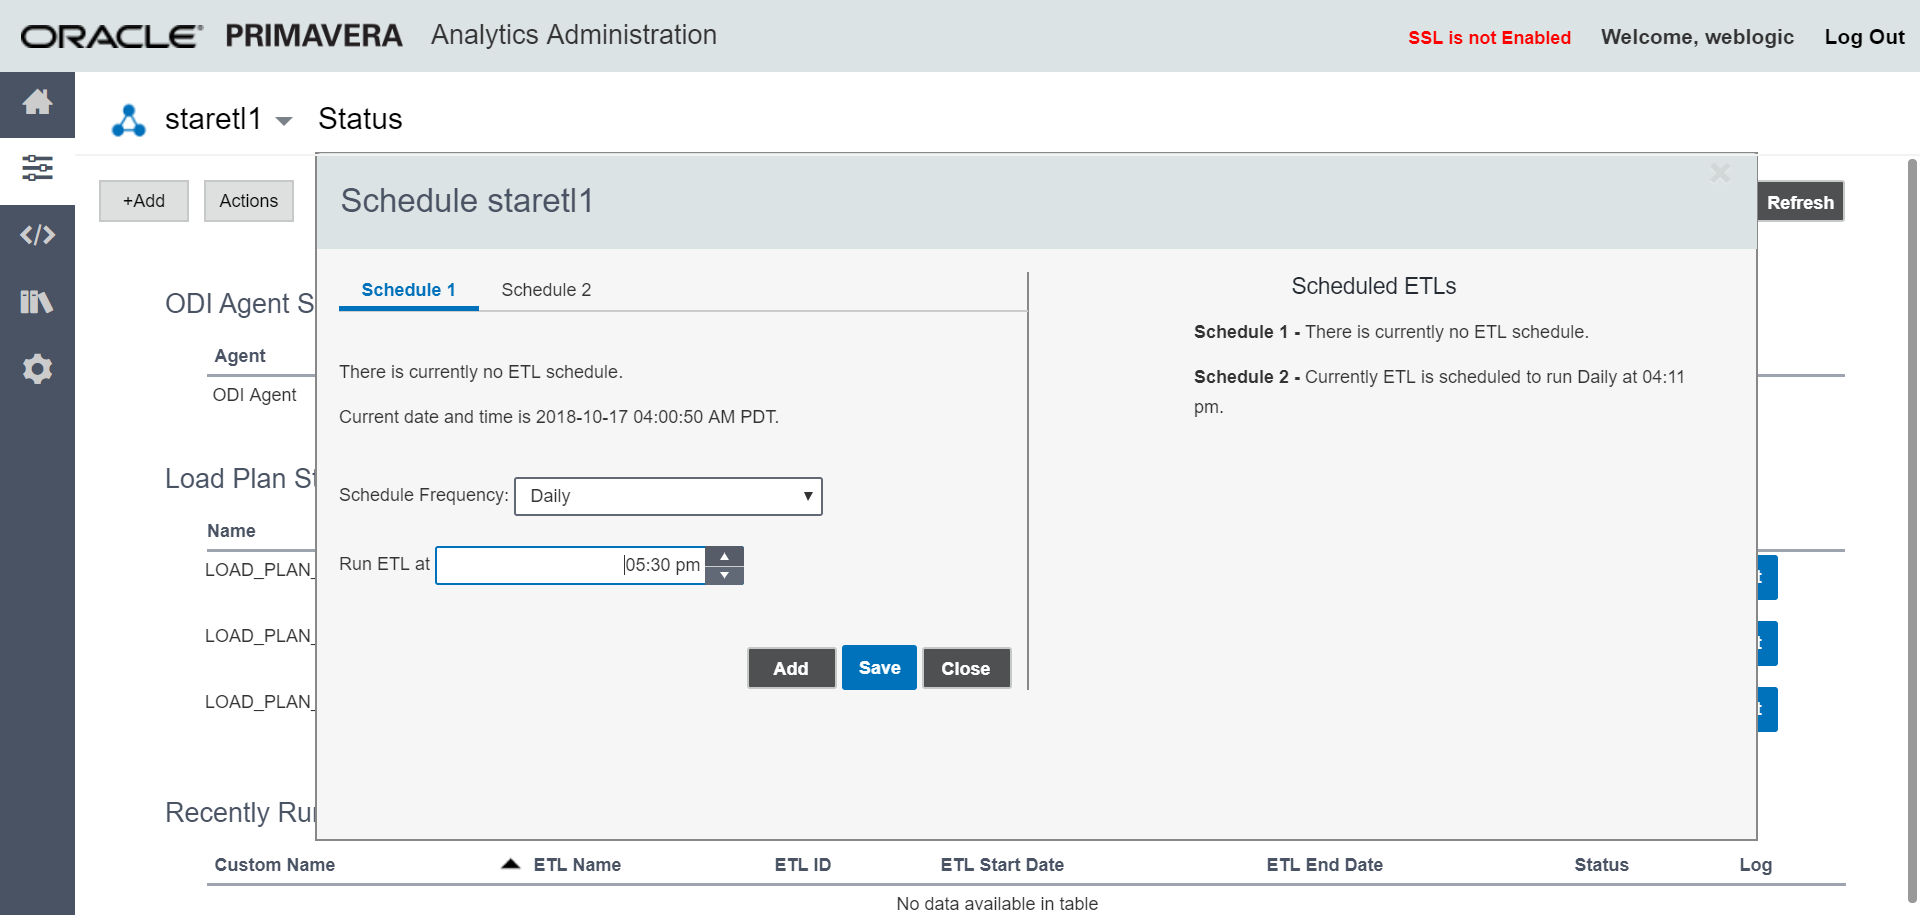 ORACLE PRIMAVERA Analytics Administration
SSL is not Enabled Welcome, weblogic Log Out
staretl1 Status
+Add Actions Refresh
Schedule staretl1
Schedule 1 Schedule 2
There is currently no ETL schedule.
Current date and time is 2018-10-17 04:00:50 AM PDT.
Schedule Frequency: Daily
Run ETL at 05:30 pm
Add Save Close
Scheduled ETLs
Schedule 1 - There is currently no ETL schedule.
Schedule 2 - Currently ETL is scheduled to run Daily at 04:11
pm.
ODI Agent S
Agent
ODI Agent
Load Plan St
Name
LOAD_PLAN_
LOAD_PLAN_
LOAD_PLAN_
Recently Ru
Custom Name ETL Name ETL ID ETL Start Date ETL End Date Status Log
No data available in table